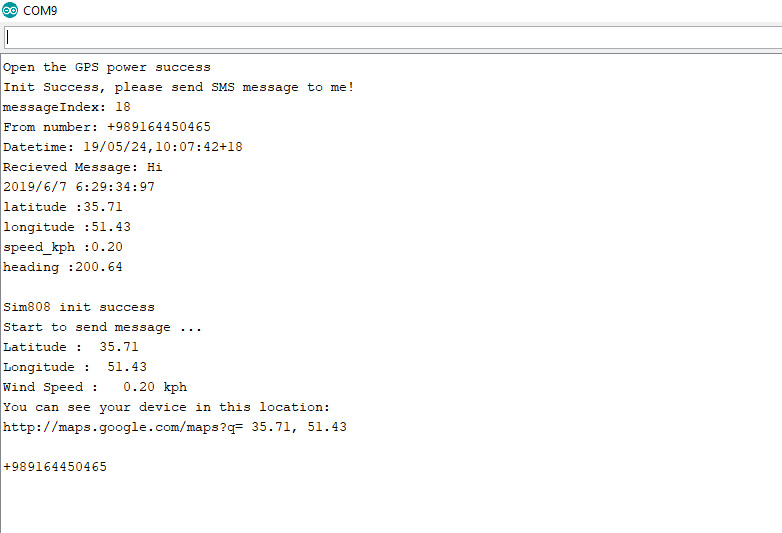 COM9
Open the GPS power success
Init Success, please send SMS message to me!
messageIndex: 18
From number: +989164450465
Datetime: 19/05/24,10:07:42+18
Recieved Message: Hi
2019/6/7 6:29:34:97
latitude :35.71
longitude :51.43
speed_kph :0.20
heading :200.64
Sim808 init success
Start to send message ...
Latitude :  35.71
Longitude :  51.43
Wind Speed :   0.20 kph
You can see your device in this location:
http://maps.google.com/maps?q= 35.71, 51.43
+989164450465